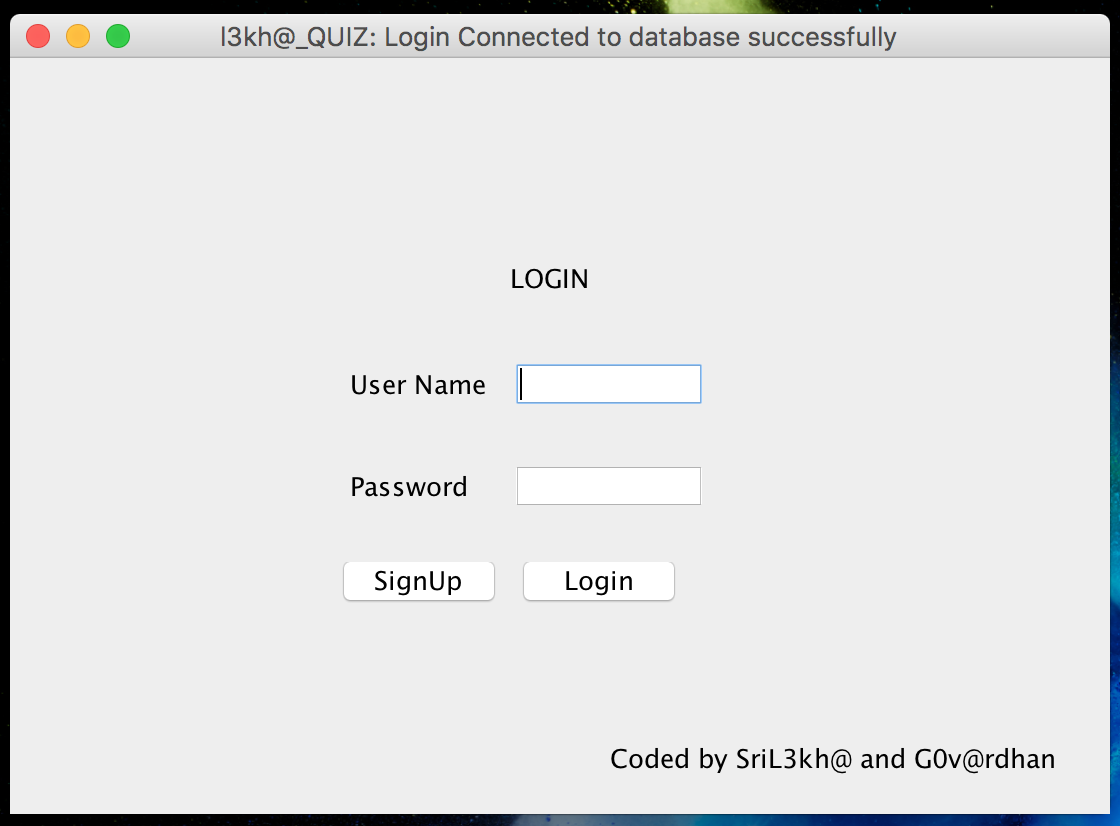 l3kh@_QUIZ: Login Connected to database successfully
LOGIN
User Name
Password
SignUp Login
Coded by SriL3kh@ and G0v@rdhan